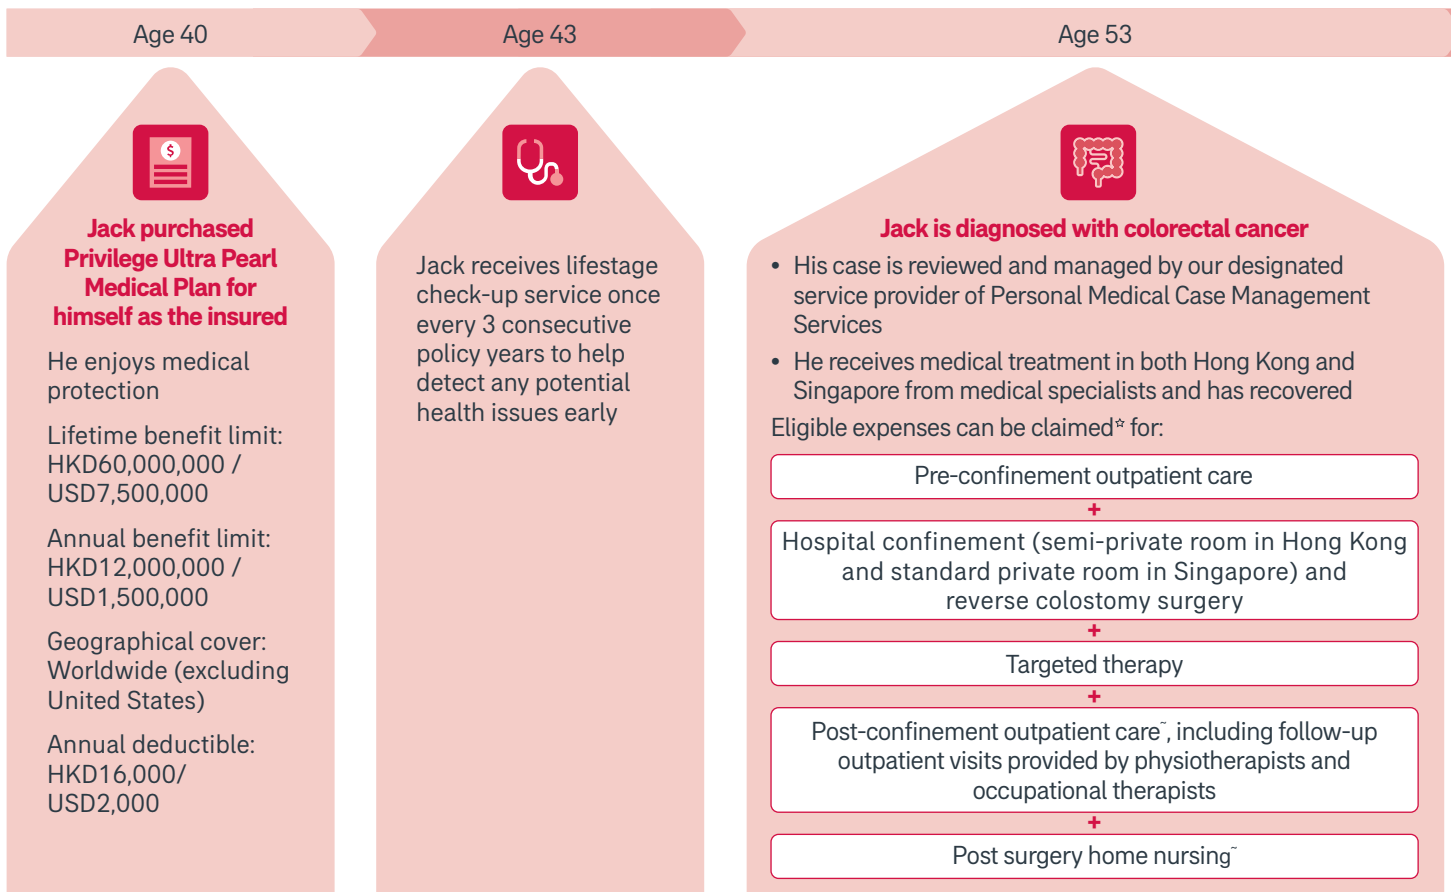 Age 40
Age 43
Age 53
$
Jack purchased
Privilege Ultra Pearl
Medical Plan for
himself as the insured
He enjoys medical
protection
Lifetime benefit limit:
HKD60,000,000 /
USD7,500,000
Annual benefit limit:
HKD12,000,000 /
USD1,500,000
Geographical cover:
Worldwide (excluding
United States)
Annual deductible:
HKD16,000/
USD2,000
Jack receives lifestage
check-up service once
every 3 consecutive
policy years to help
detect any potential
health issues early
Jack is diagnosed with colorectal cancer
• His case is reviewed and managed by our designated
service provider of Personal Medical Case Management
Services
• He receives medical treatment in both Hong Kong and
Singapore from medical specialists and has recovered
Eligible expenses can be claimed☆ for:
Pre-confinement outpatient care
+
Hospital confinement (semi-private room in Hong Kong
and standard private room in Singapore) and
reverse colostomy surgery
+
Targeted therapy
+
Post-confinement outpatient care~, including follow-up
outpatient visits provided by physiotherapists and
occupational therapists
+
Post surgery home nursing~